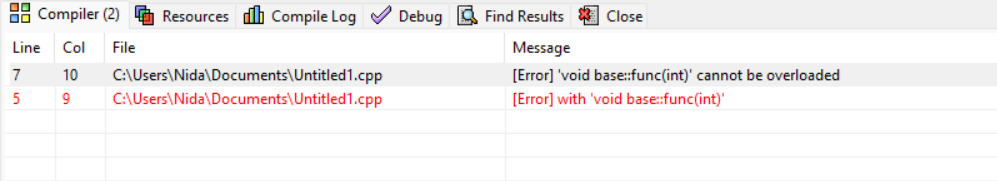 Compiler (2) Resources Compile Log Debug Find Results Close
Line Col File Message
7 10 C:\Users\Nida\Documents\Untitled1.cpp [Error] 'void base::func(int)' cannot be overloaded
5 9 C:\Users\Nida\Documents\Untitled1.cpp [Error] with 'void base::func(int)'